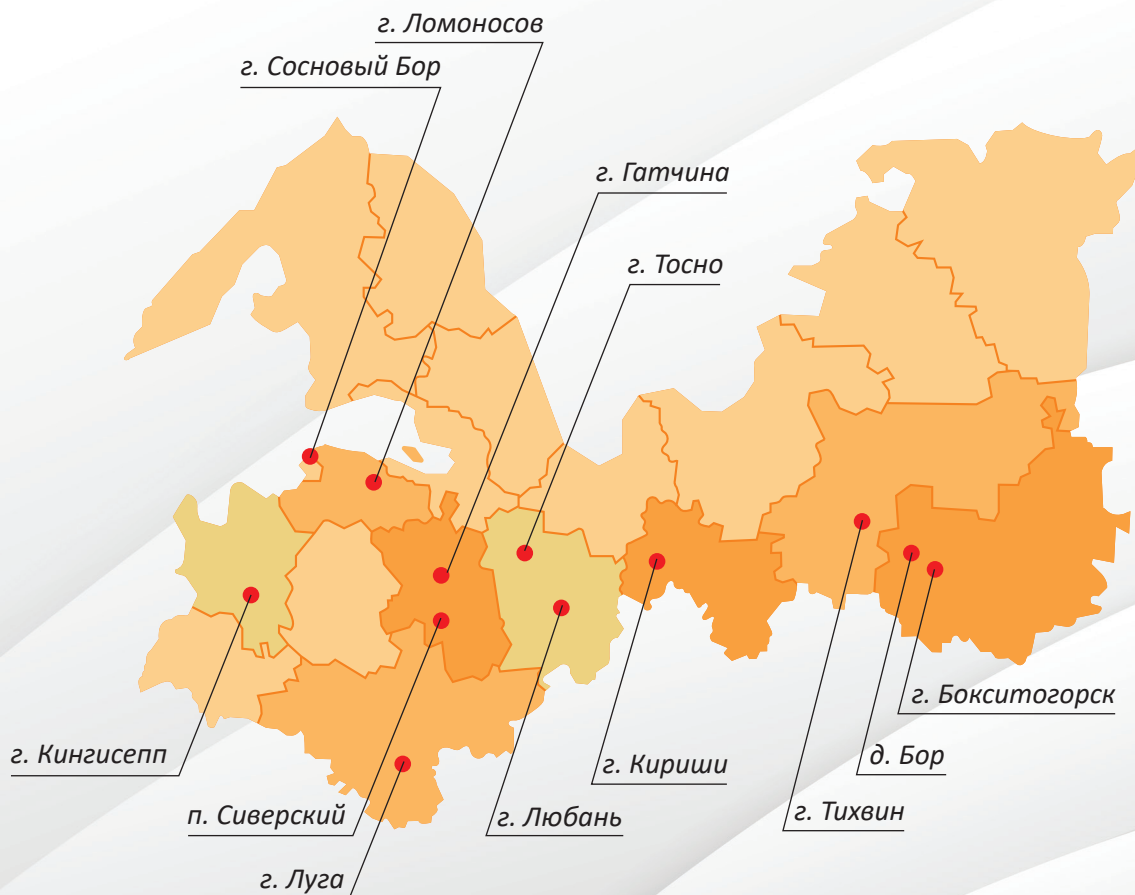 г. Ломоносов
г. Сосновый Бор
г. Гатчина
г. Тосно
г. Бокситогорск
г. Кингисепп
г. Кириши
д. Бор
п. Сиверский
г. Любань
г. Тихвин
г. Луга